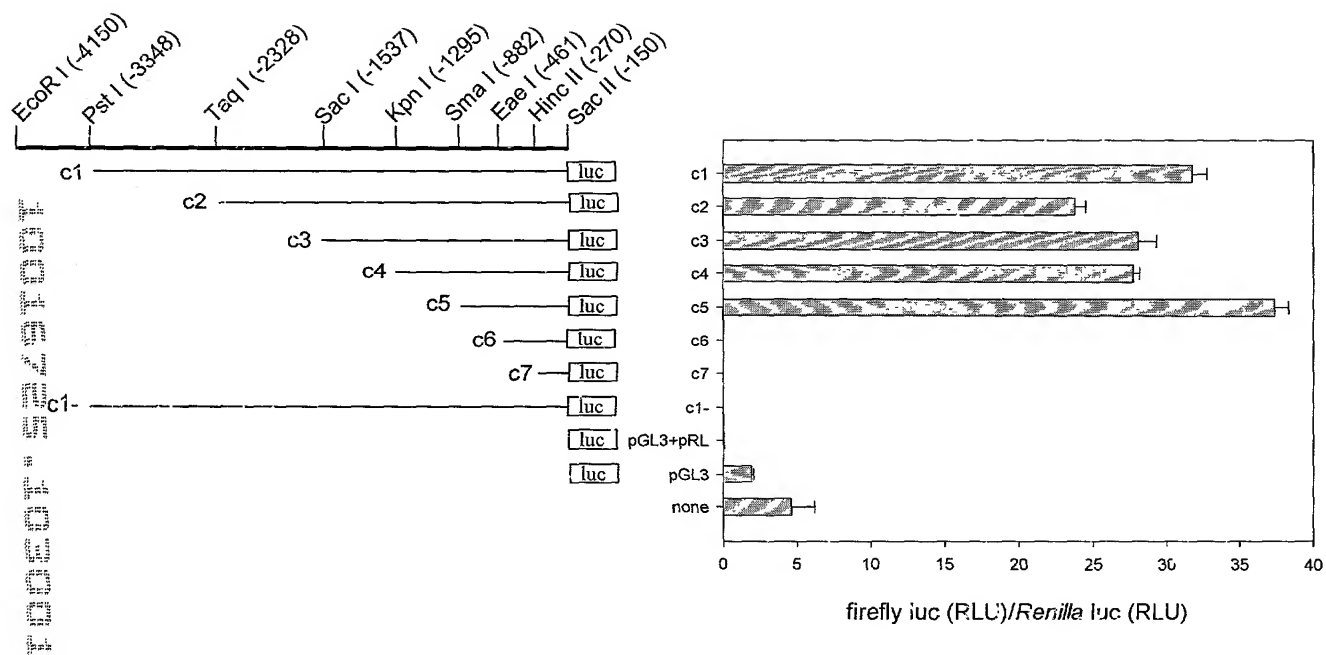 EcoR I (-4150)
Pst I (-3348)
Taq I (-2328)
Sac I (-1537)
Kpn I (-1295)
Sma I (-882)
Eae I (-461)
Hinc II (-270)
Sac II (-150)
c1 luc
c2 luc
c3 luc
c4 luc
c5 luc
c6 luc
c7 luc
c1- luc
luc
luc
10016725.103001
c1
c2
c3
c4
c5
c6
c7
c1-
pGL3+pRL
pGL3
none
0 5 10 15 20 25 30 35 40
firefly luc (RLU)/Renilla luc (RLU)